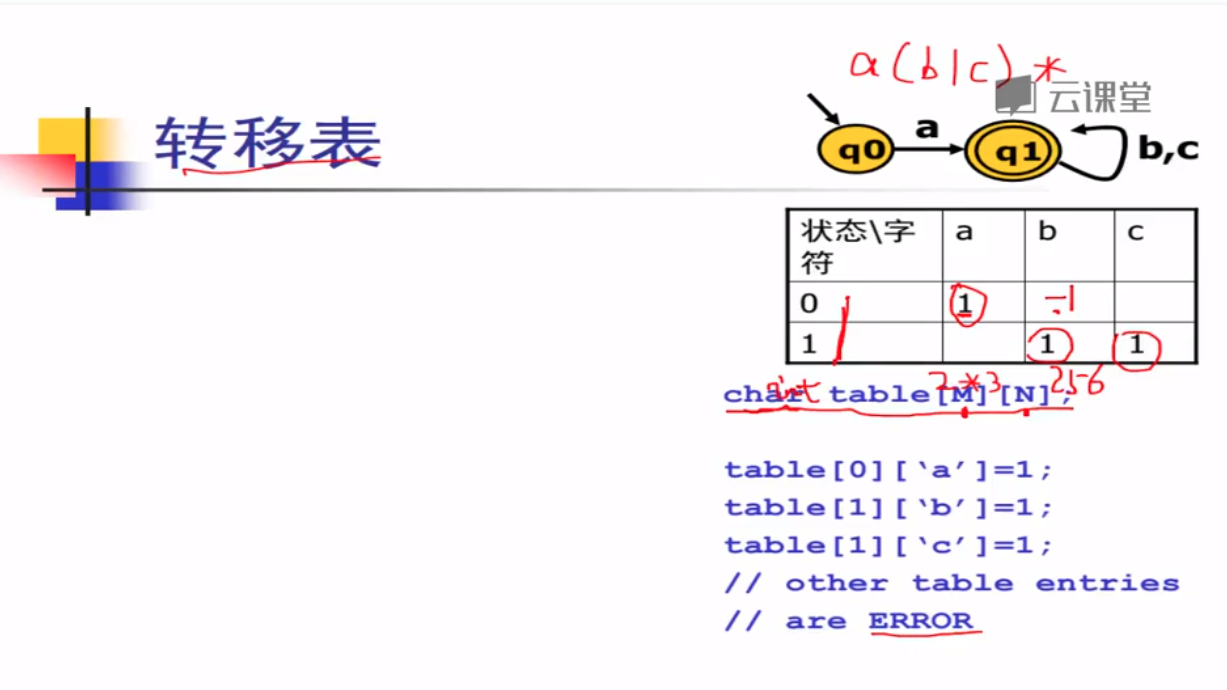 a(b|c)*
云课堂
转移表
q0 a q1 b,c
状态\字 a b c
符
0 1 -1
1 1 1
int 2*3 256
char table[M][N];
table[0][‘a’]=1;
table[1][‘b’]=1;
table[1][‘c’]=1;
// other table entries
// are ERROR